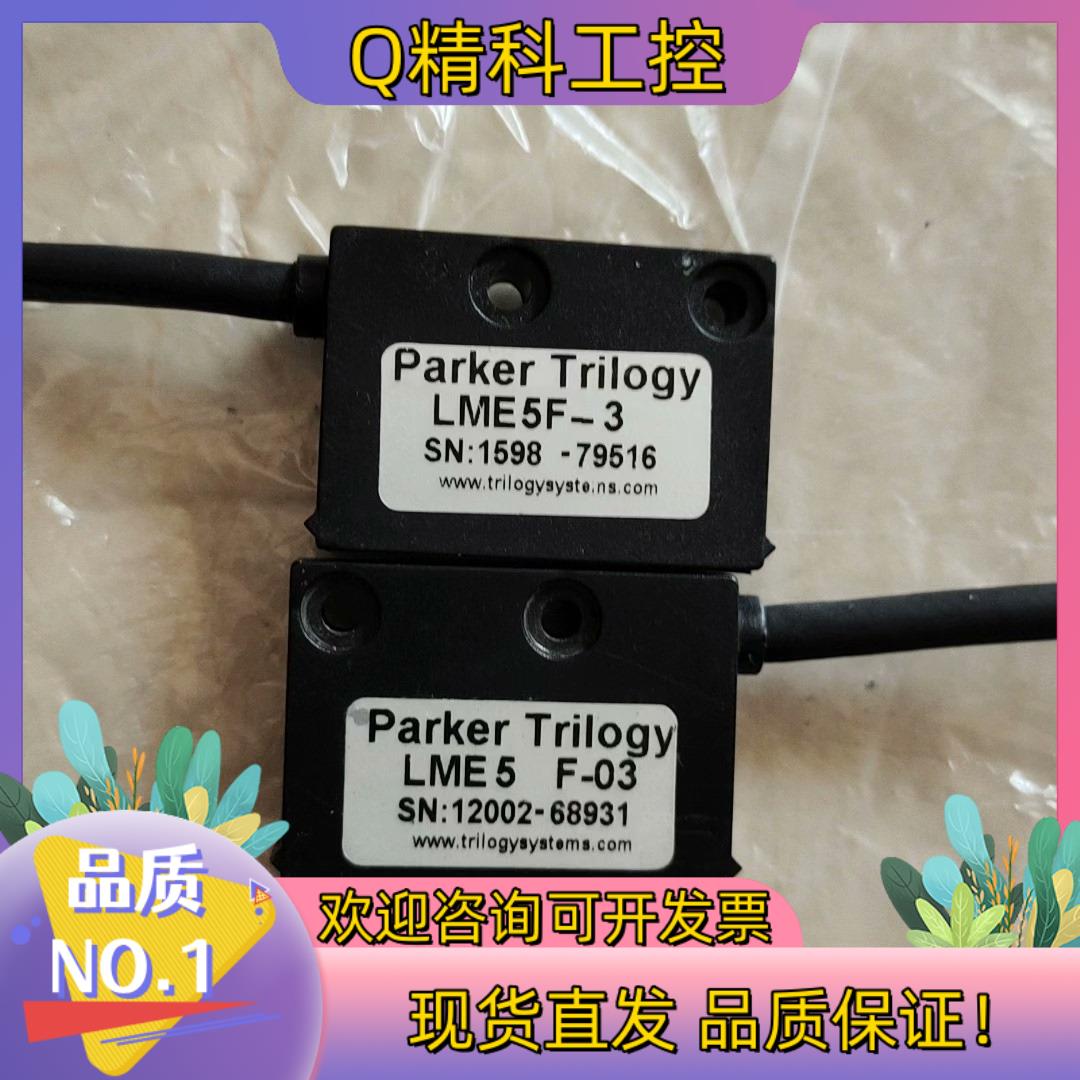 Q精科工控
Parker Trilogy
LME5F-3
SN:1598 -79516
www.trilogysystems.com
Parker Trilogy
LME5 F-03
SN:12002-68931
www.trilogysystems.com
品质
NO.1
欢迎咨询可开发票
现货直发 品质保证!